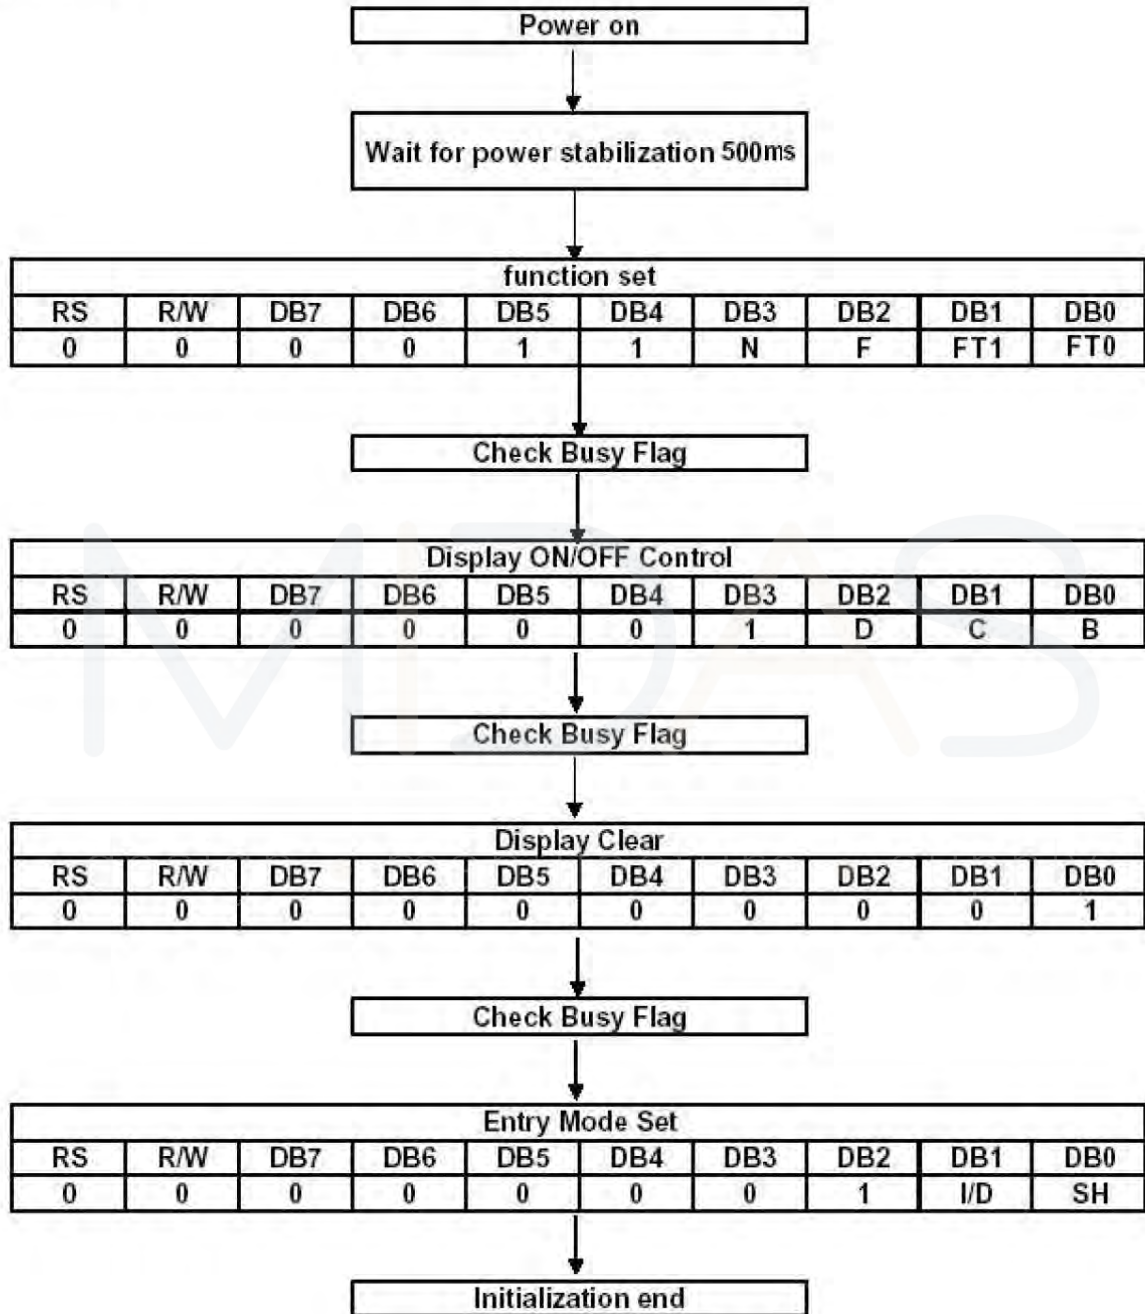 Power on
Wait for power stabilization 500ms
function set
RS R/W DB7 DB6 DB5 DB4 DB3 DB2 DB1 DB0
0 0 0 0 1 1 N F FT1 FT0
Check Busy Flag
Display ON/OFF Control
RS R/W DB7 DB6 DB5 DB4 DB3 DB2 DB1 DB0
0 0 0 0 0 0 1 D C B
MIDAS
Check Busy Flag
Display Clear
RS R/W DB7 DB6 DB5 DB4 DB3 DB2 DB1 DB0
0 0 0 0 0 0 0 0 0 1
Check Busy Flag
Entry Mode Set
RS R/W DB7 DB6 DB5 DB4 DB3 DB2 DB1 DB0
0 0 0 0 0 0 0 1 I/D SH
Initialization end